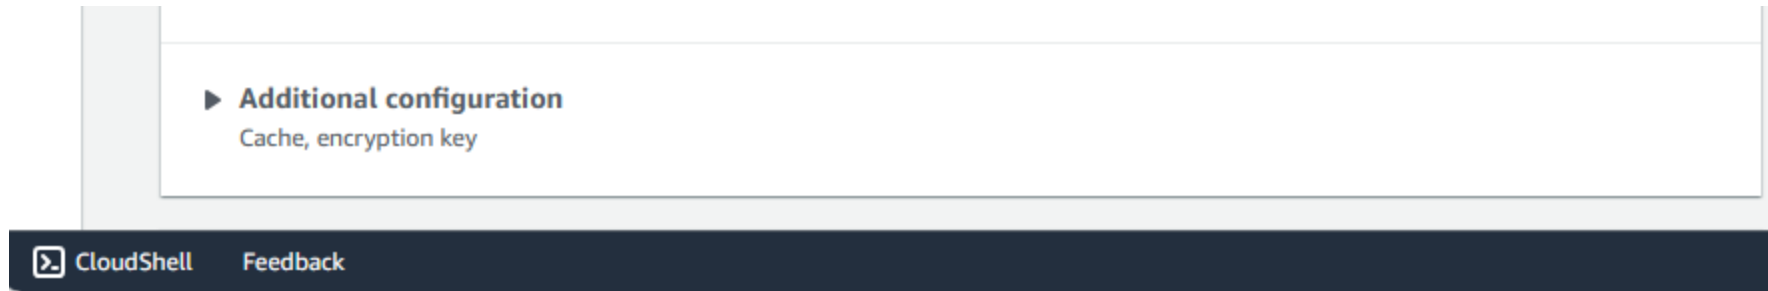 Additional configuration
Cache, encryption key
CloudShell Feedback